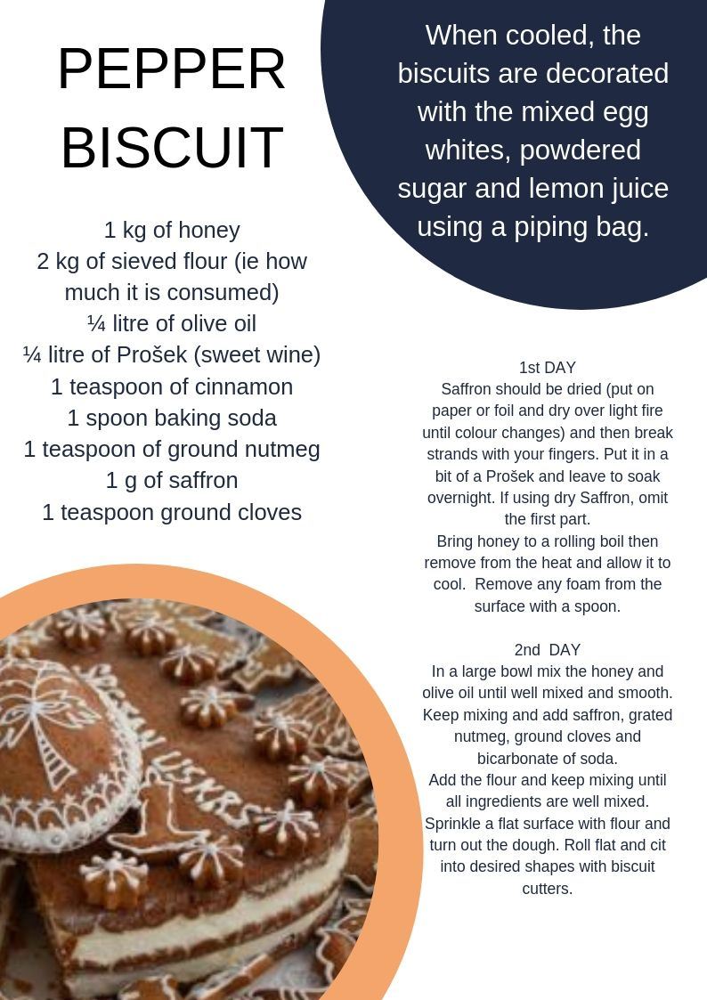 PEPPER
BISCUIT
1 kg of honey
2 kg of sieved flour (ie how
much it is consumed)
¼ litre of olive oil
¼ litre of Prošek (sweet wine)
1 teaspoon of cinnamon
1 spoon baking soda
1 teaspoon of ground nutmeg
1 g of saffron
1 teaspoon ground cloves
When cooled, the
biscuits are decorated
with the mixed egg
whites, powdered
sugar and lemon juice
using a piping bag.
1st DAY
Saffron should be dried (put on
paper or foil and dry over light fire
until colour changes) and then break
strands with your fingers. Put it in a
bit of a Prošek and leave to soak
overnight. If using dry Saffron, omit
the first part.
Bring honey to a rolling boil then
remove from the heat and allow it to
cool.  Remove any foam from the
surface with a spoon.
2nd  DAY
In a large bowl mix the honey and
olive oil until well mixed and smooth.
Keep mixing and add saffron, grated
nutmeg, ground cloves and
bicarbonate of soda.
Add the flour and keep mixing until
all ingredients are well mixed.
Sprinkle a flat surface with flour and
turn out the dough. Roll flat and cit
into desired shapes with biscuit
cutters.